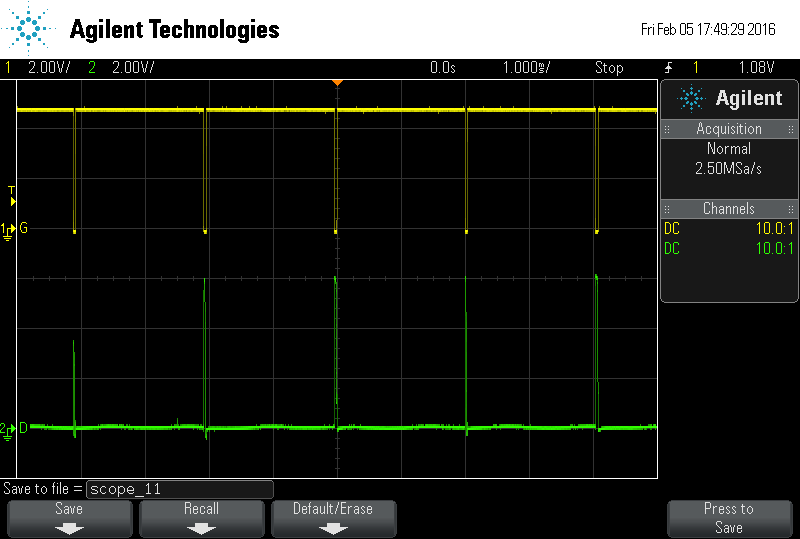 Agilent Technologies
Fri Feb 05 17:49:29 2016
1 2.00V/ 2 2.00V/ 0.0s 1.000ms/ Stop 1 1.08V
Agilent
Acquisition
Normal
2.50MSa/s
Channels
DC 10.0:1
DC 10.0:1
T
1 G
2 D
Save to file = scope_11
Save Recall Default/Erase Press to
Save